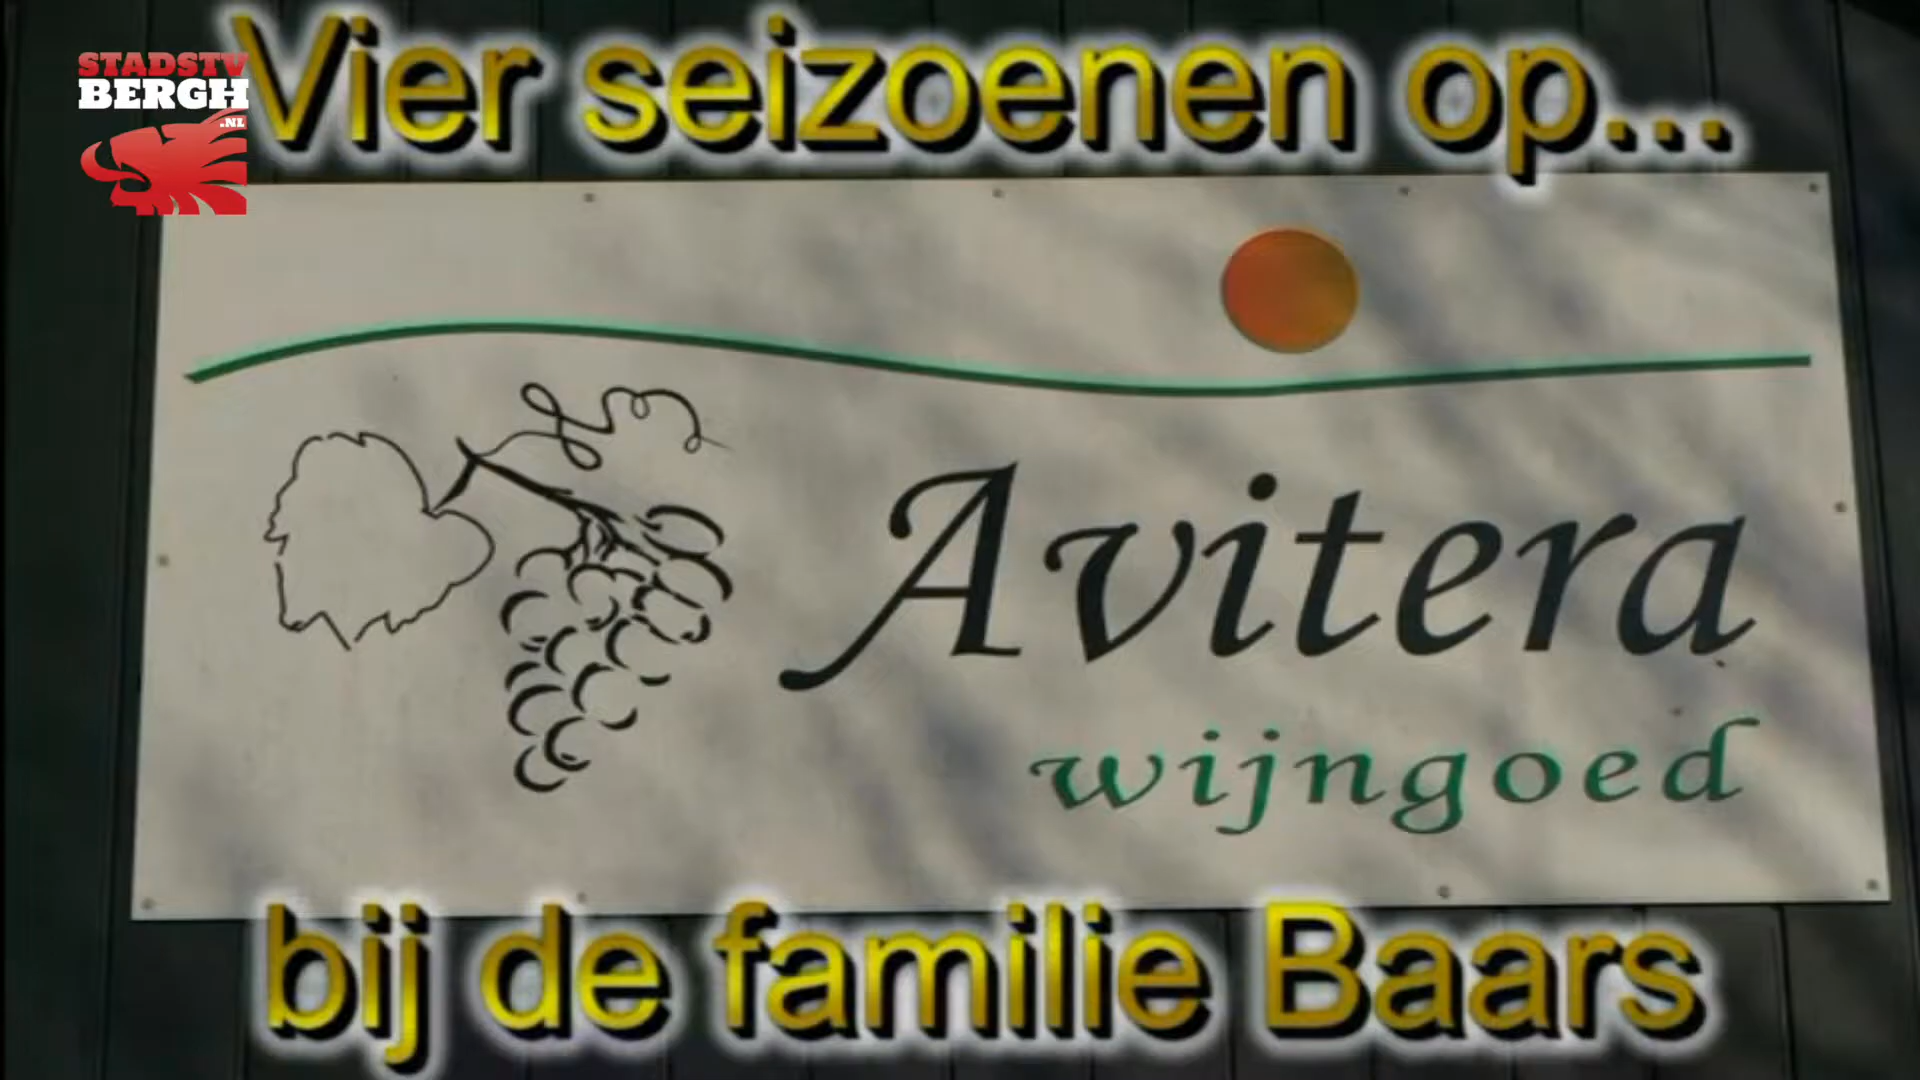 STADSTV
BERGH
.NL
Vier seizoenen op...
Avitera
wijngoed
bij de familie Baars